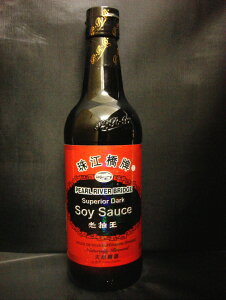 珠江橋牌
PEARL RIVER BRIDGE
Superior Dark
Soy Sauce
老抽王